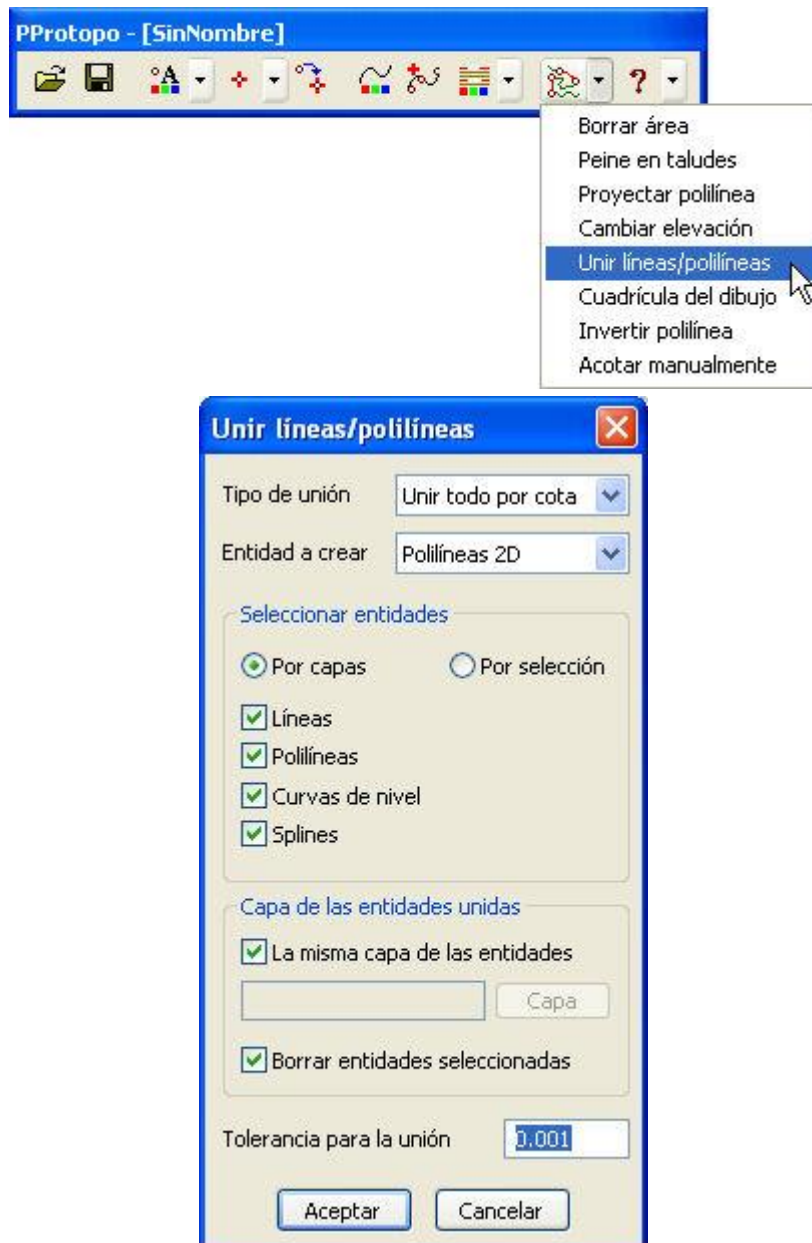 PProtopo - [SinNombre]
Borrar área
Peine en taludes
Proyectar polilínea
Cambiar elevación
Unir líneas/polilíneas
Cuadrícula del dibujo
Invertir polilínea
Acotar manualmente
Unir líneas/polilíneas
Tipo de unión Unir todo por cota
Entidad a crear Polilíneas 2D
Seleccionar entidades
Por capas Por selección
Líneas
Polilíneas
Curvas de nivel
Splines
Capa de las entidades unidas
La misma capa de las entidades
Capa
Borrar entidades seleccionadas
Tolerancia para la unión 0.001
Aceptar Cancelar